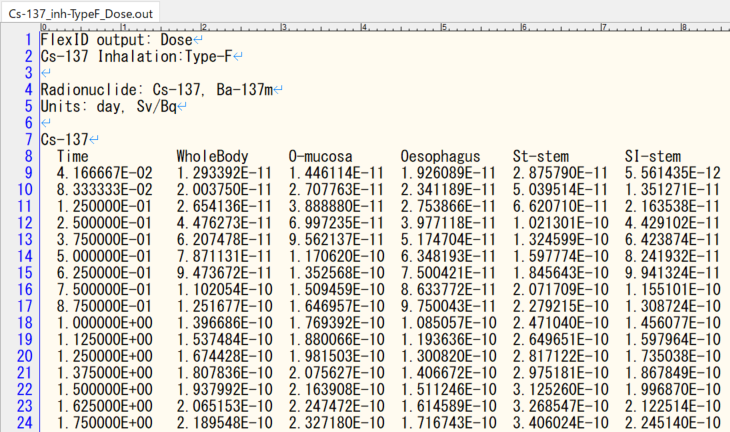 Cs-137_inh-TypeF_Dose.out
0 1 2 3 4 5 6 7 8
1 FlexID output: Dose↵
2 Cs-137 Inhalation:Type-F↵
3 ↵
4 Radionuclide: Cs-137, Ba-137m↵
5 Units: day, Sv/Bq↵
6 ↵
7 Cs-137↵
8 Time WholeBody O-mucosa Oesophagus St-stem SI-stem
9 4.166667E-02 1.293392E-11 1.446114E-11 1.926089E-11 2.875790E-11 5.561435E-12
10 8.333333E-02 2.003750E-11 2.707763E-11 2.341189E-11 5.039514E-11 1.351271E-11
11 1.250000E-01 2.654136E-11 3.888880E-11 2.753866E-11 6.620710E-11 2.163538E-11
12 2.500000E-01 4.476273E-11 6.997235E-11 3.977118E-11 1.021301E-10 4.429102E-11
13 3.750000E-01 6.207478E-11 9.562137E-11 5.174704E-11 1.324599E-10 6.423874E-11
14 5.000000E-01 7.871131E-11 1.170620E-10 6.348193E-11 1.597774E-10 8.241932E-11
15 6.250000E-01 9.473672E-11 1.352568E-10 7.500421E-11 1.845643E-10 9.941324E-11
16 7.500000E-01 1.102054E-10 1.509459E-10 8.633772E-11 2.071709E-10 1.155101E-10
17 8.750000E-01 1.251677E-10 1.646957E-10 9.750043E-11 2.279215E-10 1.308724E-10
18 1.000000E+00 1.396686E-10 1.769392E-10 1.085057E-10 2.471040E-10 1.456077E-10
19 1.125000E+00 1.537484E-10 1.880066E-10 1.193636E-10 2.649651E-10 1.597964E-10
20 1.250000E+00 1.674428E-10 1.981503E-10 1.300820E-10 2.817122E-10 1.735038E-10
21 1.375000E+00 1.807836E-10 2.075627E-10 1.406672E-10 2.975181E-10 1.867849E-10
22 1.500000E+00 1.937992E-10 2.163908E-10 1.511246E-10 3.125260E-10 1.996870E-10
23 1.625000E+00 2.065153E-10 2.247472E-10 1.614589E-10 3.268547E-10 2.122514E-10
24 1.750000E+00 2.189548E-10 2.327180E-10 1.716743E-10 3.406024E-10 2.245140E-10